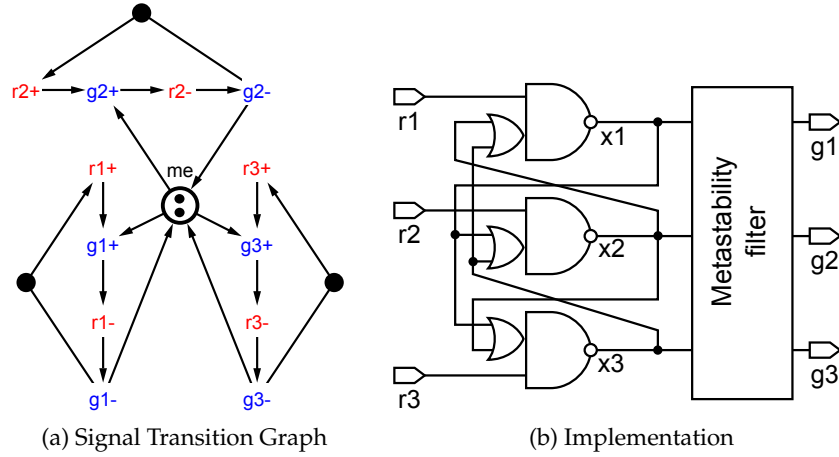 r2+ g2+ r2- g2-
me
r1+ r3+
g1+ g3+
r1- r3-
g1- g3-
(a) Signal Transition Graph
r1 x1 g1
r2 x2 g2
r3 x3 g3
Metastability
filter
(b) Implementation